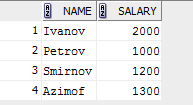 NAME SALARY
1 Ivanov 2000
2 Petrov 1000
3 Smirnov 1200
4 Azimof 1300